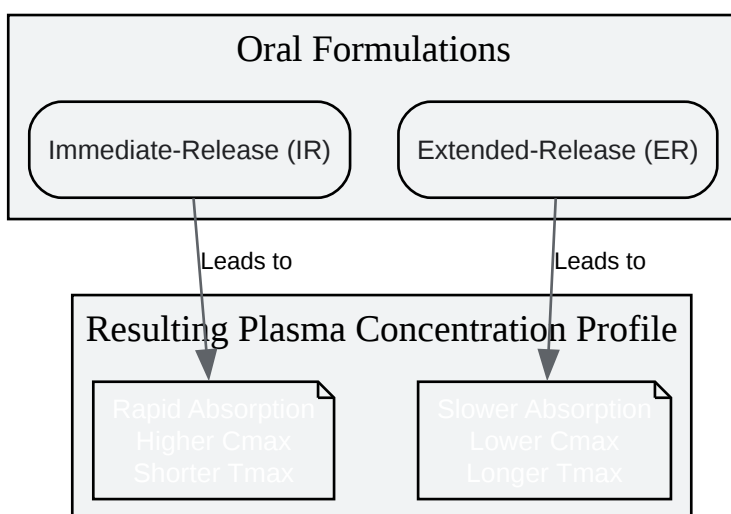 Oral Formulations
Immediate-Release (IR)
Extended-Release (ER)
Leads to
Leads to
Resulting Plasma Concentration Profile
Rapid Absorption
Higher Cmax
Shorter Tmax
Slower Absorption
Lower Cmax
Longer Tmax